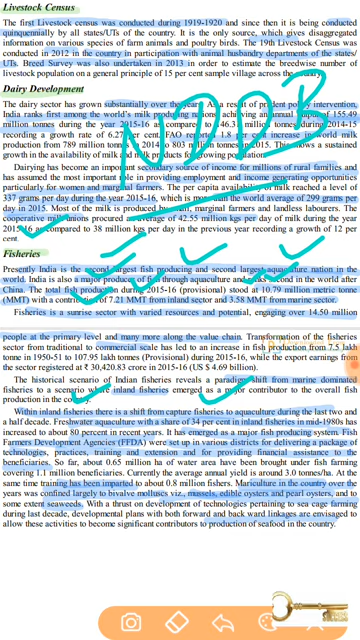 Livestock Census
The first Livestock census was conducted during 1919-1920 and since then it is being conducted
quinquennially by all states/UTs of the country. It is the only source, which gives disaggregated
information on various species of farm animals and poultry birds. The 19th Livestock Census was
conducted in 2012 in the country in participation with animal husbandry departments of the states/
UTs. Breed Survey was also undertaken in 2013 in order to estimate the breedwise number of
livestock population on a general principle of 15 per cent sample village across the country.
Dairy Development
The dairy sector has grown substantially over the years. As a result of prudent policy intervention,
India ranks first among the world's milk producing nations, achieving an annual output of 155.49
million tonnes during the year 2015-16 as compared to 146.31 million tonnes during 2014-15
recording a growth rate of 6.27 per cent. FAO reported 1.8 per cent increase in world milk
production from 789 million tonnes in 2014 to 803 million tonnes in 2015. This shows a sustained
growth in the availability of milk and milk products for growing population.
Dairying has become an important secondary source of income for millions of rural families and
has assumed the most important role in providing employment and income generating opportunities
particularly for women and marginal farmers. The per capita availability of milk reached a level of
337 grams per day during the year 2015-16, which is more than the world average of 299 grams per
day in 2015. Most of the milk is produced by small, marginal farmers and landless labourers. The
cooperative milk unions procured an average of 42.55 million kgs per day of milk during the year
2015-16 as compared to 38 million kgs per day in the previous year recording a growth of 12 per
cent.
NDDB
Fisheries
Presently India is the second largest fish producing and second largest aquaculture nation in the
world. India is also a major producer of fish through aquaculture and ranks second in the world after
China. The total fish production during 2015-16 (provisional) stood at 10.79 million metric tonne
(MMT) with a contribution of 7.21 MMT from inland sector and 3.58 MMT from marine sector.
Fisheries is a sunrise sector with varied resources and potential, engaging over 14.50 million
people at the primary level and many more along the value chain. Transformation of the fisheries
sector from traditional to commercial scale has led to an increase in fish production from 7.5 lakh
tonne in 1950-51 to 107.95 lakh tonnes (Provisional) during 2015-16, while the export earnings from
the sector registered at ₹ 30,420.83 crore in 2015-16 (US $ 4.69 billion).
The historical scenario of Indian fisheries reveals a paradigm shift from marine dominated
fisheries to a scenario where inland fisheries emerged as a major contributor to the overall fish
production in the country.
Within inland fisheries there is a shift from capture fisheries to aquaculture during the last two and
a half decade. Freshwater aquaculture with a share of 34 per cent in inland fisheries in mid-1980s has
increased to about 80 percent in recent years. It has emerged as a major fish producing system. Fish
Farmers Development Agencies (FFDA) were set up in various districts for delivering a package of
technologies, practices, training and extension and for providing financial assistance to the
beneficiaries. So far, about 0.65 million ha of water area have been brought under fish farming
covering 1.1 million beneficiaries. Currently the average annual yield is around 3.0 tonnes/ha. At
the same time training has been imparted to about 0.8 million fishers. Mariculture in the country over
the years was confined largely to bivalve molluscs viz., mussels, edible oysters and pearl oysters, and to
some extent seaweeds. With a thrust on development of technologies pertaining to sea cage farming
during last decade, developmental plans with both forward and back ward linkages are envisaged to
allow these activities to become significant contributors to production of seafood in the country.